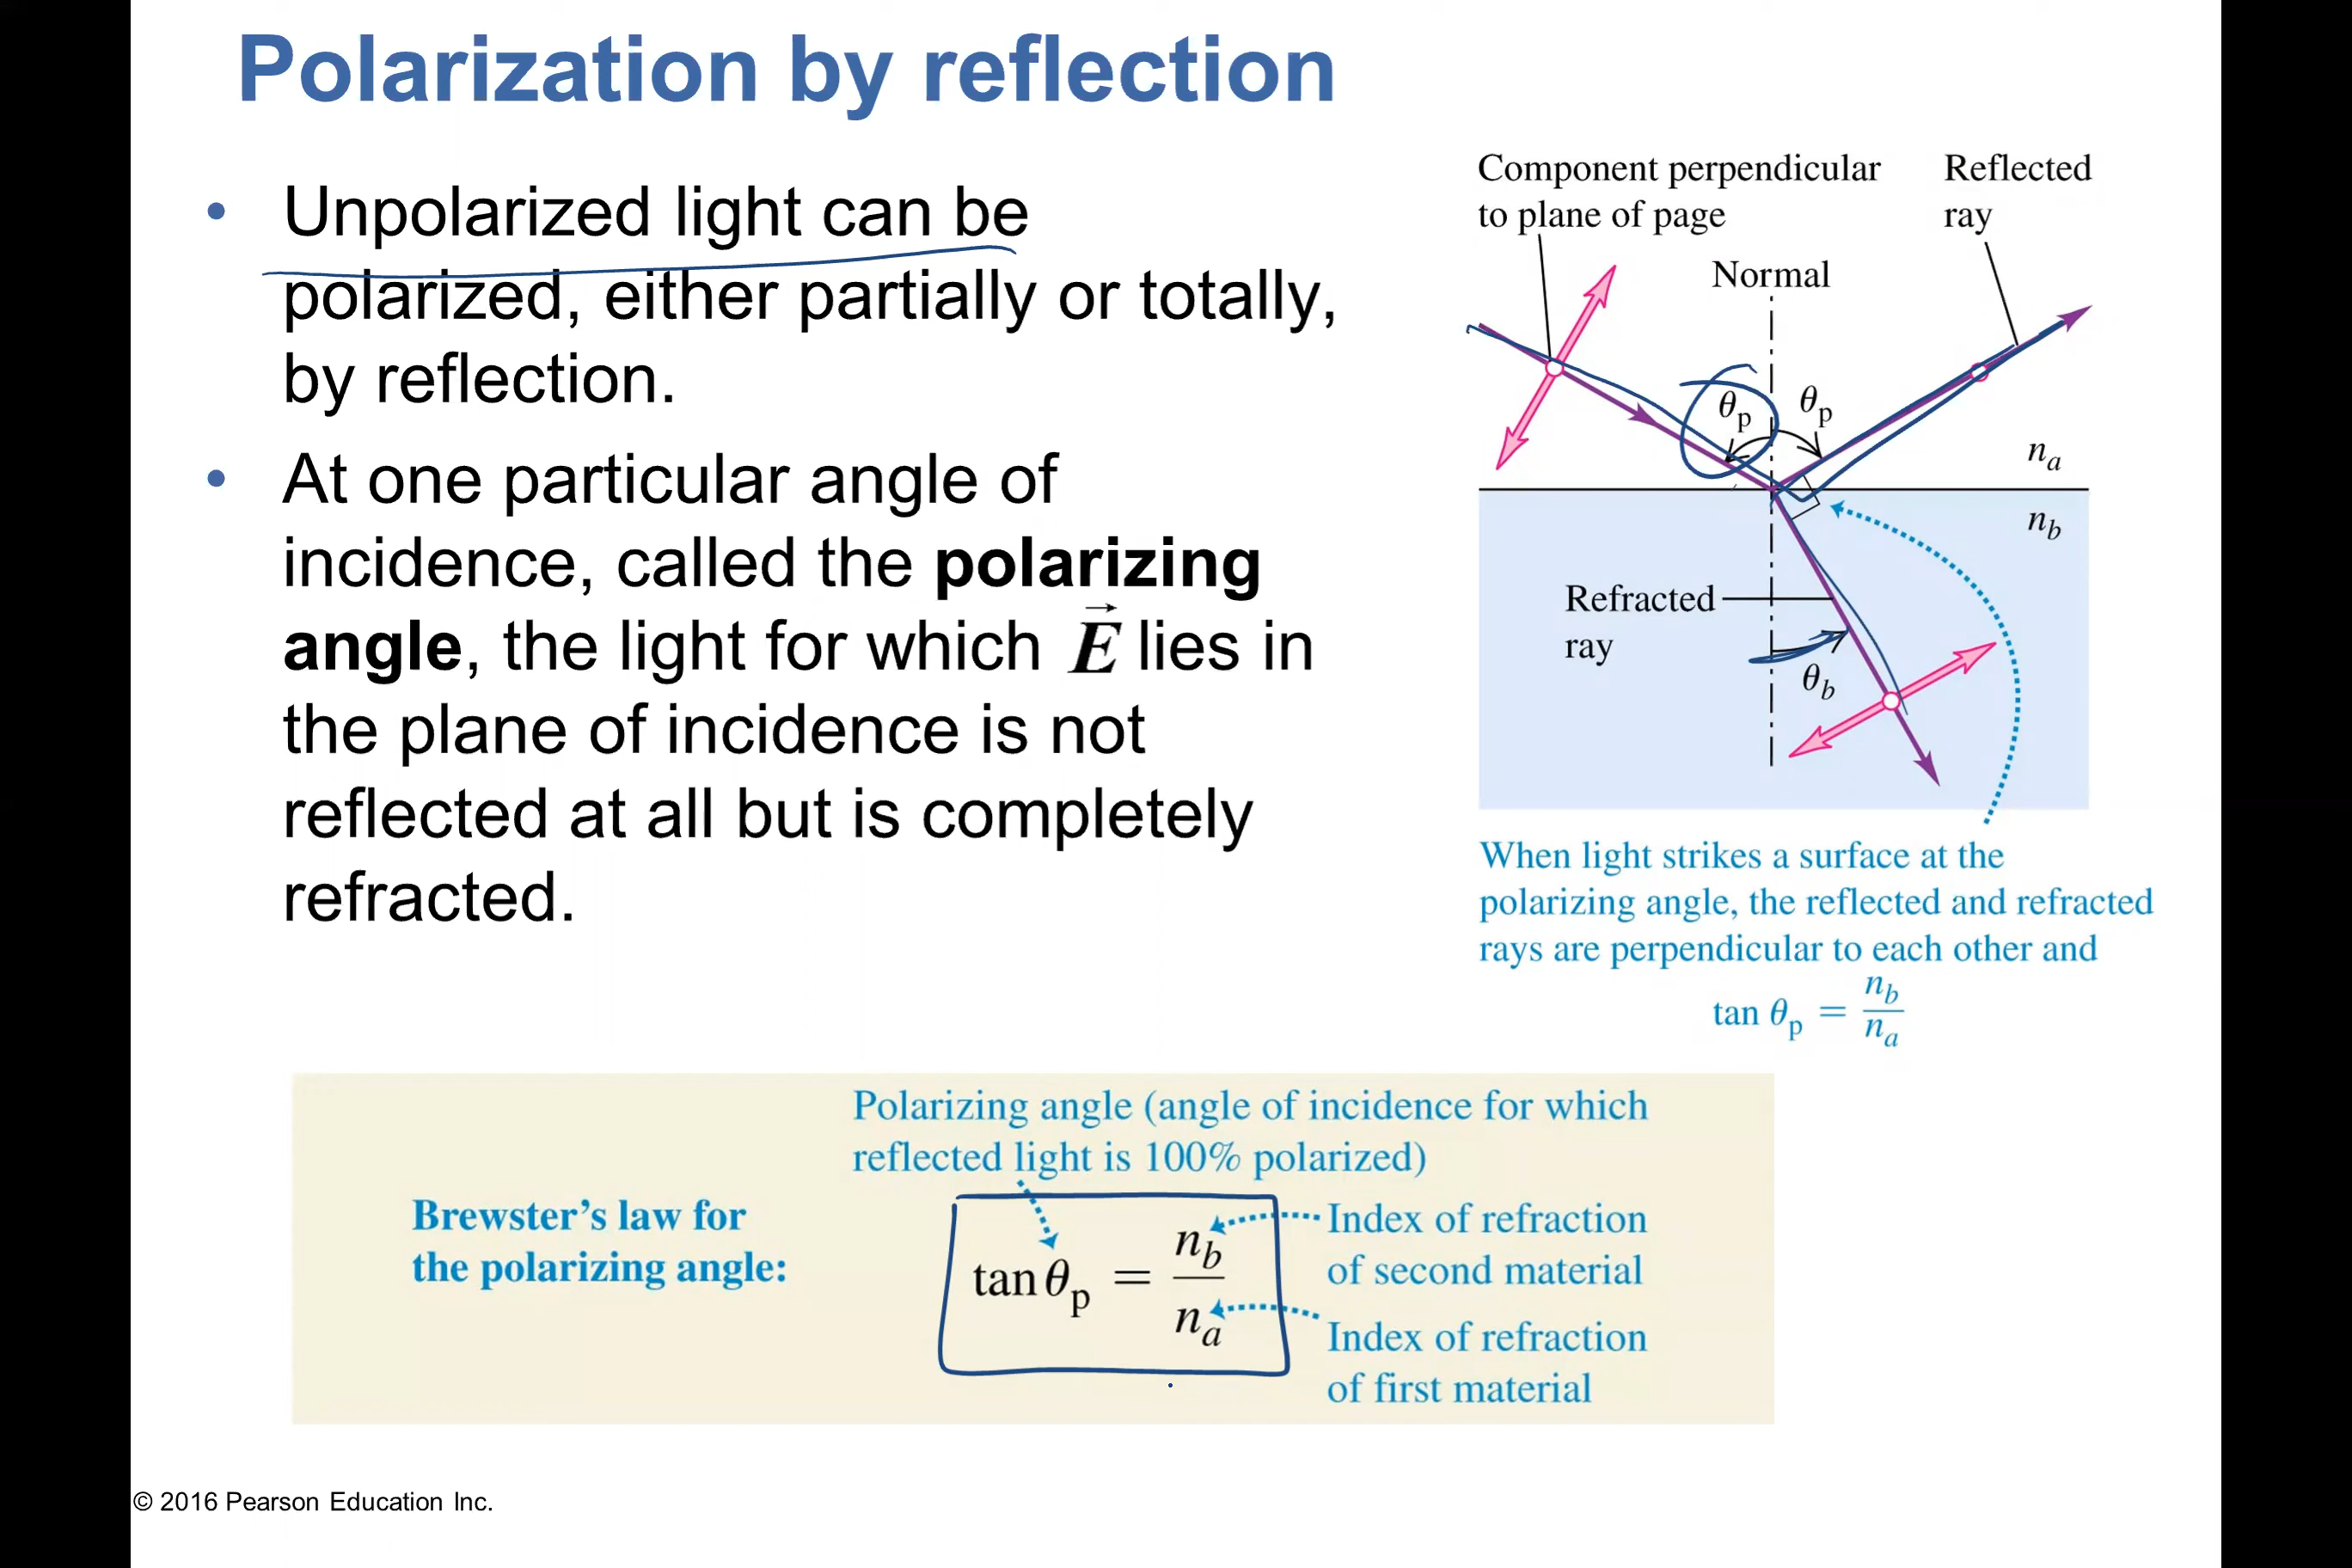 Polarization by reflection
• Unpolarized light can be
polarized, either partially or totally,
by reflection.
• At one particular angle of
incidence, called the polarizing
angle, the light for which E⃗ lies in
the plane of incidence is not
reflected at all but is completely
refracted.
Component perpendicular
to plane of page
Reflected
ray
Normal
θp
θp
na
nb
Refracted
ray
θb
When light strikes a surface at the
polarizing angle, the reflected and refracted
rays are perpendicular to each other and
tan θp = nb/na
Polarizing angle (angle of incidence for which
reflected light is 100% polarized)
Brewster’s law for
the polarizing angle:
tan θp = nb/na
Index of refraction
of second material
Index of refraction
of first material
© 2016 Pearson Education Inc.